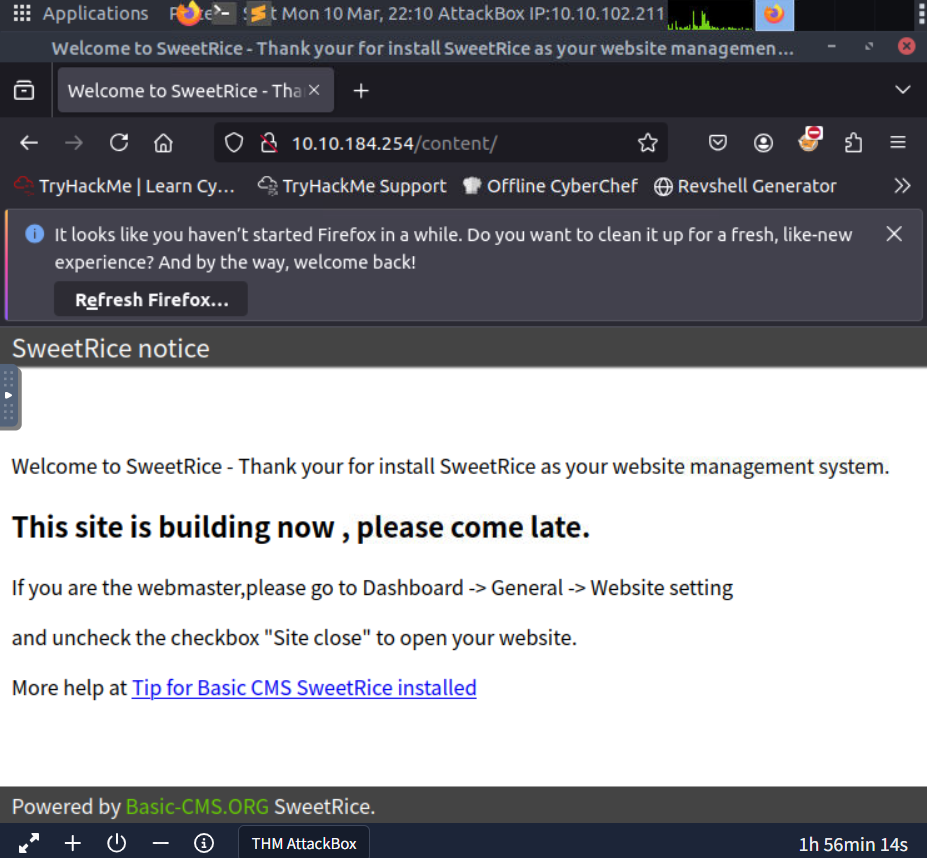 Applications
t Mon 10 Mar, 22:10 AttackBox IP:10.10.102.211
Welcome to SweetRice - Thank your for install SweetRice as your website managemen...
Welcome to SweetRice - Tha
10.10.184.254/content/
TryHackMe | Learn Cy...
TryHackMe Support
Offline CyberChef
Revshell Generator
It looks like you haven't started Firefox in a while. Do you want to clean it up for a fresh, like-new
experience? And by the way, welcome back!
Refresh Firefox...
SweetRice notice
Welcome to SweetRice - Thank your for install SweetRice as your website management system.
This site is building now , please come late.
If you are the webmaster,please go to Dashboard -> General -> Website setting
and uncheck the checkbox "Site close" to open your website.
More help at Tip for Basic CMS SweetRice installed
Powered by Basic-CMS.ORG SweetRice.
THM AttackBox
1h 56min 14s